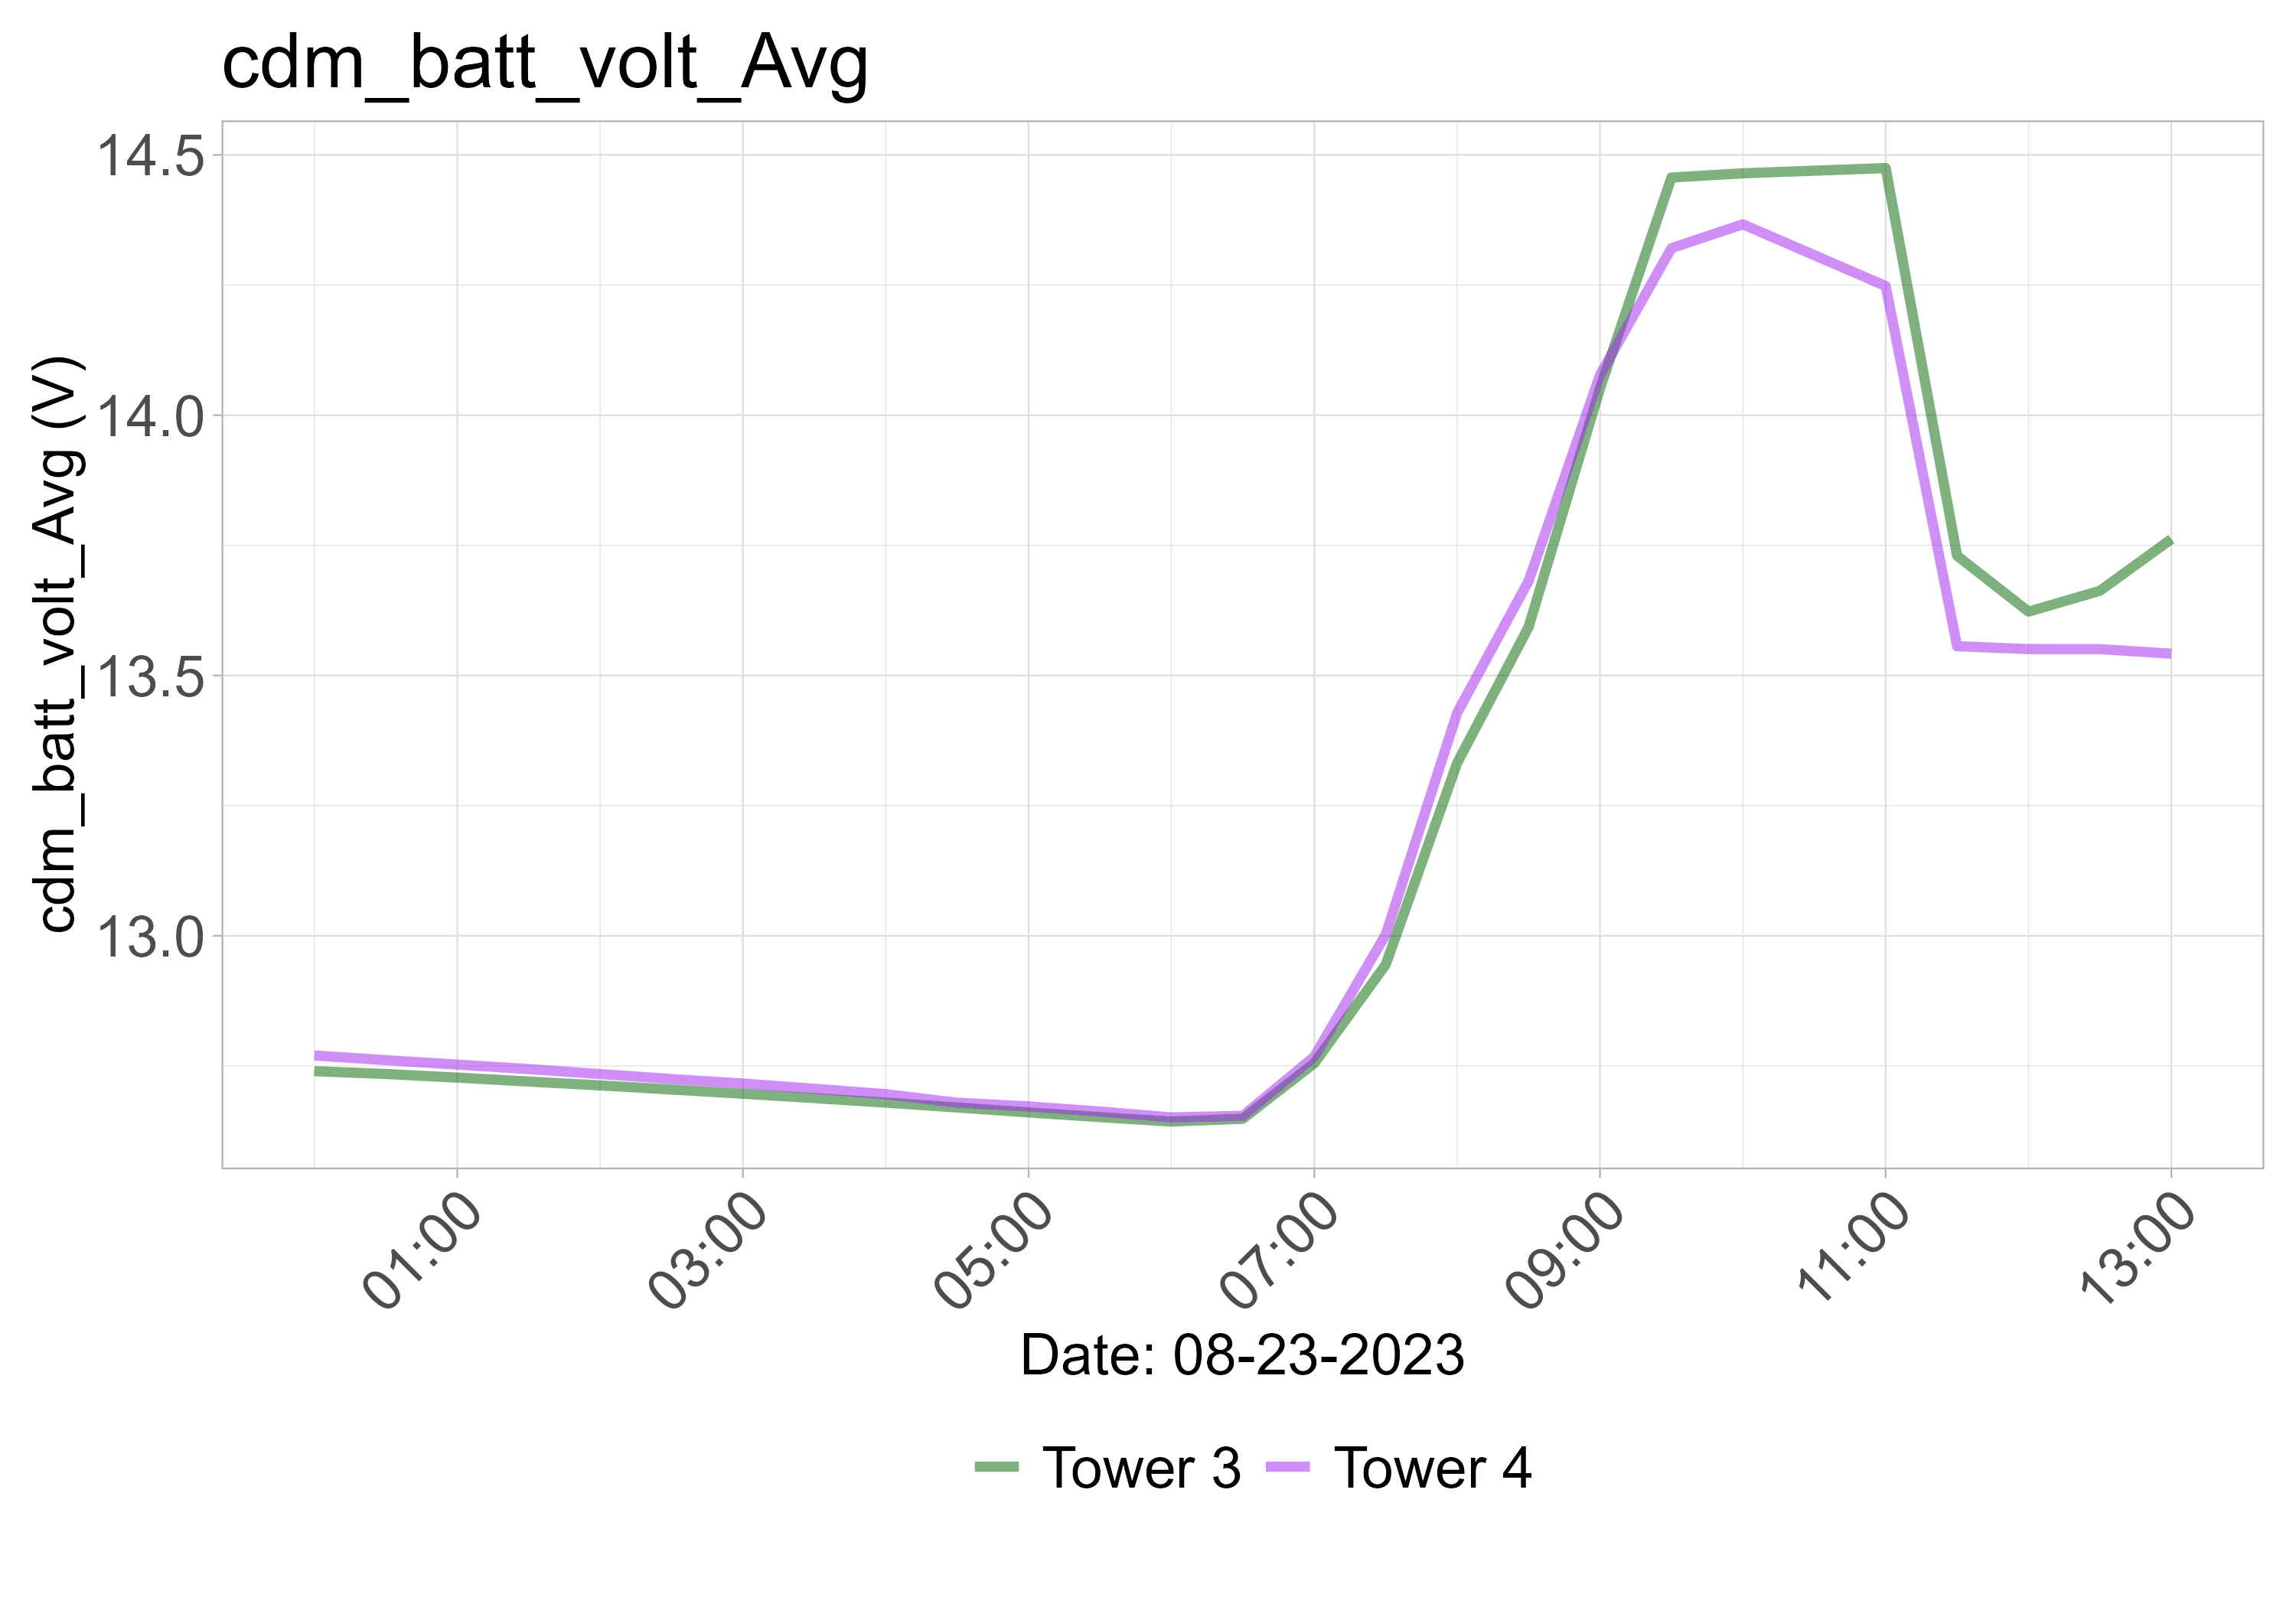 cdm_batt_volt_Avg
cdm_batt_volt_Avg (V)
14.5
14.0
13.5
13.0
01:00 03:00 05:00 07:00 09:00 11:00 13:00
Date: 08-23-2023
Tower 3 Tower 4